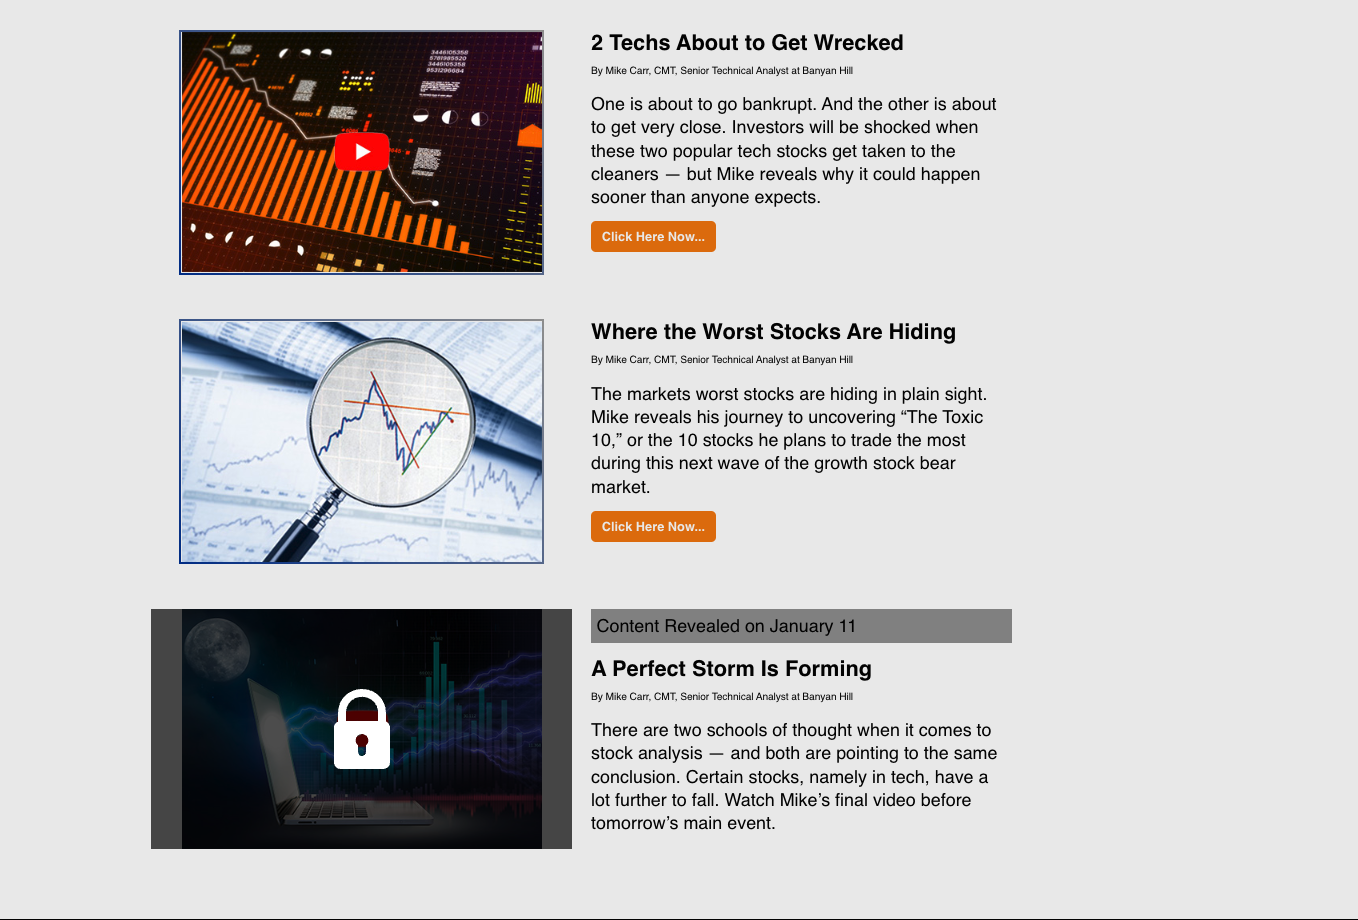 2 Techs About to Get Wrecked
By Mike Carr, CMT, Senior Technical Analyst at Banyan Hill
One is about to go bankrupt. And the other is about
to get very close. Investors will be shocked when
these two popular tech stocks get taken to the
cleaners — but Mike reveals why it could happen
sooner than anyone expects.
Click Here Now...
Where the Worst Stocks Are Hiding
By Mike Carr, CMT, Senior Technical Analyst at Banyan Hill
The markets worst stocks are hiding in plain sight.
Mike reveals his journey to uncovering “The Toxic
10,” or the 10 stocks he plans to trade the most
during this next wave of the growth stock bear
market.
Click Here Now...
Content Revealed on January 11
A Perfect Storm Is Forming
By Mike Carr, CMT, Senior Technical Analyst at Banyan Hill
There are two schools of thought when it comes to
stock analysis — and both are pointing to the same
conclusion. Certain stocks, namely in tech, have a
lot further to fall. Watch Mike’s final video before
tomorrow’s main event.